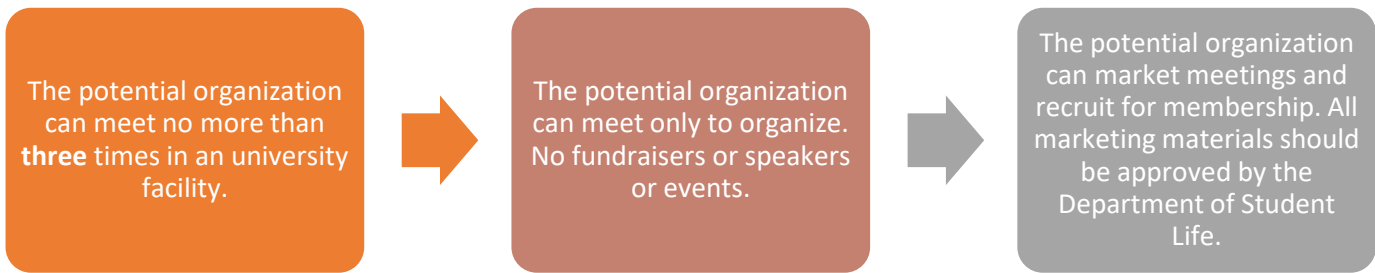 The potential organization
can meet no more than
three times in an university
facility.
The potential organization
can meet only to organize.
No fundraisers or speakers
or events.
The potential organization
can market meetings and
recruit for membership. All
marketing materials should
be approved by the
Department of Student
Life.